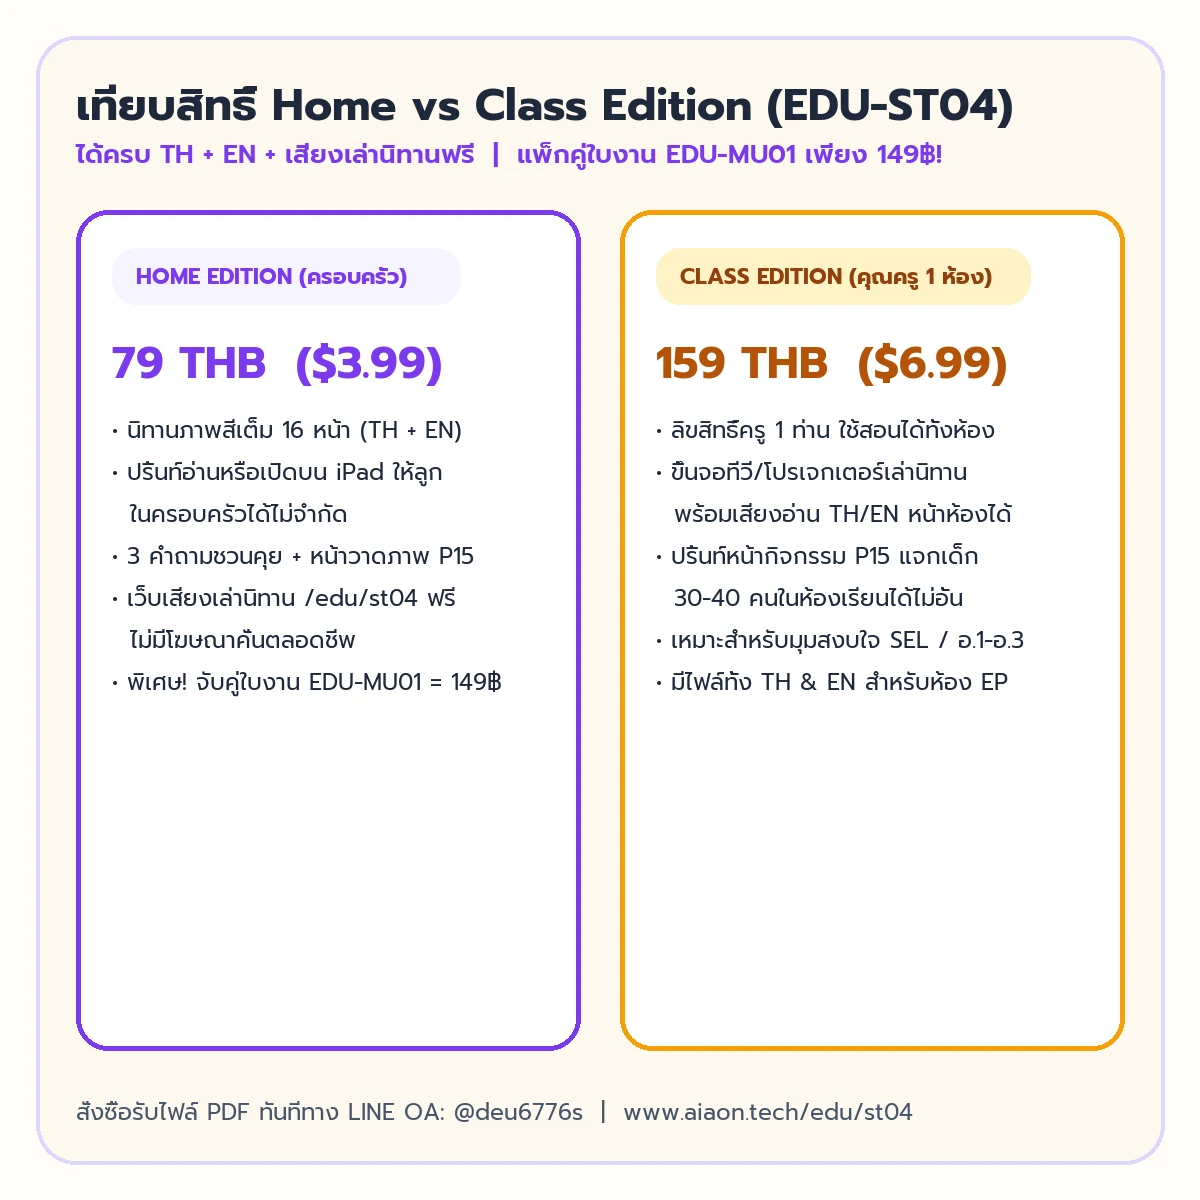 เทียบสิทธิ์ Home vs Class Edition (EDU-ST04)
ได้ครบ TH + EN + เสียงเล่านิทานฟรี | แพ็กคู่ใบงาน EDU-MU01 เพียง 149฿!
HOME EDITION (ครอบครัว)
79 THB ($3.99)
• นิทานภาพสีเต็ม 16 หน้า (TH + EN)
• ปริ้นท์อ่านหรือเปิดบน iPad ให้ลูก
ในครอบครัวได้ไม่จำกัด
• 3 คำถามชวนคุย + หน้าวาดภาพ P15
• เว็บเสียงเล่านิทาน /edu/st04 ฟรี
ไม่มีโฆษณาคั่นตลอดชีพ
• พิเศษ! จับคู่ใบงาน EDU-MU01 = 149฿
CLASS EDITION (คุณครู 1 ห้อง)
159 THB ($6.99)
• ลิขสิทธิ์ครู 1 ท่าน ใช้สอนได้ทั้งห้อง
• ขึ้นจอทีวี/โปรเจกเตอร์เล่านิทาน
พร้อมเสียงอ่าน TH/EN หน้าห้องได้
• ปริ้นท์หน้ากิจกรรม P15 แจกเด็ก
30-40 คนในห้องเรียนได้ไม่อั้น
• เหมาะสำหรับมุมสงบใจ SEL / อ.1-อ.3
• มีไฟล์ทั้ง TH & EN สำหรับห้อง EP
สั่งซื้อรับไฟล์ PDF ทันทีทาง LINE OA: @deu6776s | www.aiaon.tech/edu/st04